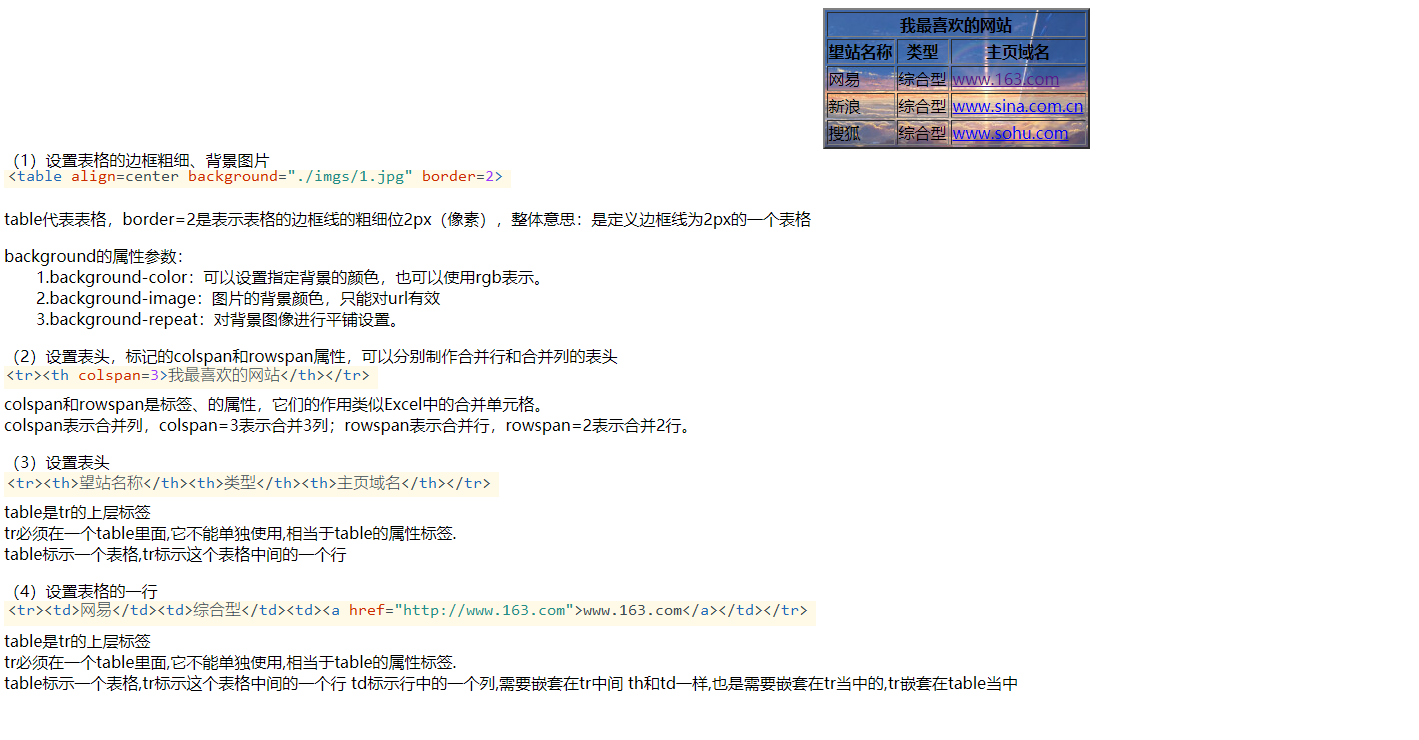 我最喜欢的网站
望站名称 类型 主页域名
网易 综合型 www.163.com
新浪 综合型 www.sina.com.cn
搜狐 综合型 www.sohu.com
（1）设置表格的边框粗细、背景图片
<table align=center background="./imgs/1.jpg" border=2>
table代表表格，border=2是表示表格的边框线的粗细位2px（像素），整体意思：是定义边框线为2px的一个表格
background的属性参数：
1.background-color：可以设置指定背景的颜色，也可以使用rgb表示。
2.background-image：图片的背景颜色，只能对url有效
3.background-repeat：对背景图像进行平铺设置。
（2）设置表头，标记的colspan和rowspan属性，可以分别制作合并行和合并列的表头
<tr><th colspan=3>我最喜欢的网站</th></tr>
colspan和rowspan是标签、的属性，它们的作用类似Excel中的合并单元格。
colspan表示合并列，colspan=3表示合并3列；rowspan表示合并行，rowspan=2表示合并2行。
（3）设置表头
<tr><th>望站名称</th><th>类型</th><th>主页域名</th></tr>
table是tr的上层标签
tr必须在一个table里面,它不能单独使用,相当于table的属性标签.
table标示一个表格,tr标示这个表格中间的一个行
（4）设置表格的一行
<tr><td>网易</td><td>综合型</td><td><a href="http://www.163.com">www.163.com</a></td></tr>
table是tr的上层标签
tr必须在一个table里面,它不能单独使用,相当于table的属性标签.
table标示一个表格,tr标示这个表格中间的一个行 td标示行中的一个列,需要嵌套在tr中间 th和td一样,也是需要嵌套在tr当中的,tr嵌套在table当中